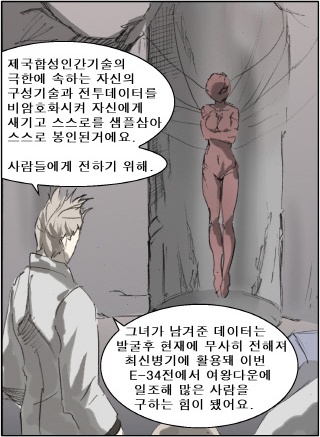 제국합성인간기술의
극한에 속하는 자신의
구성기술과 전투데이터를
비암호화시켜 자신에게
새기고 스스로를 샘플삼아
스스로 봉인된거에요.
사람들에게 전하기 위해.
그녀가 남겨준 데이터는
발굴후 현재에 무사히 전해져
최신병기에 활용돼 이번
E-34전에서 여왕다운에
일조해 많은 사람을
구하는 힘이 됐어요.